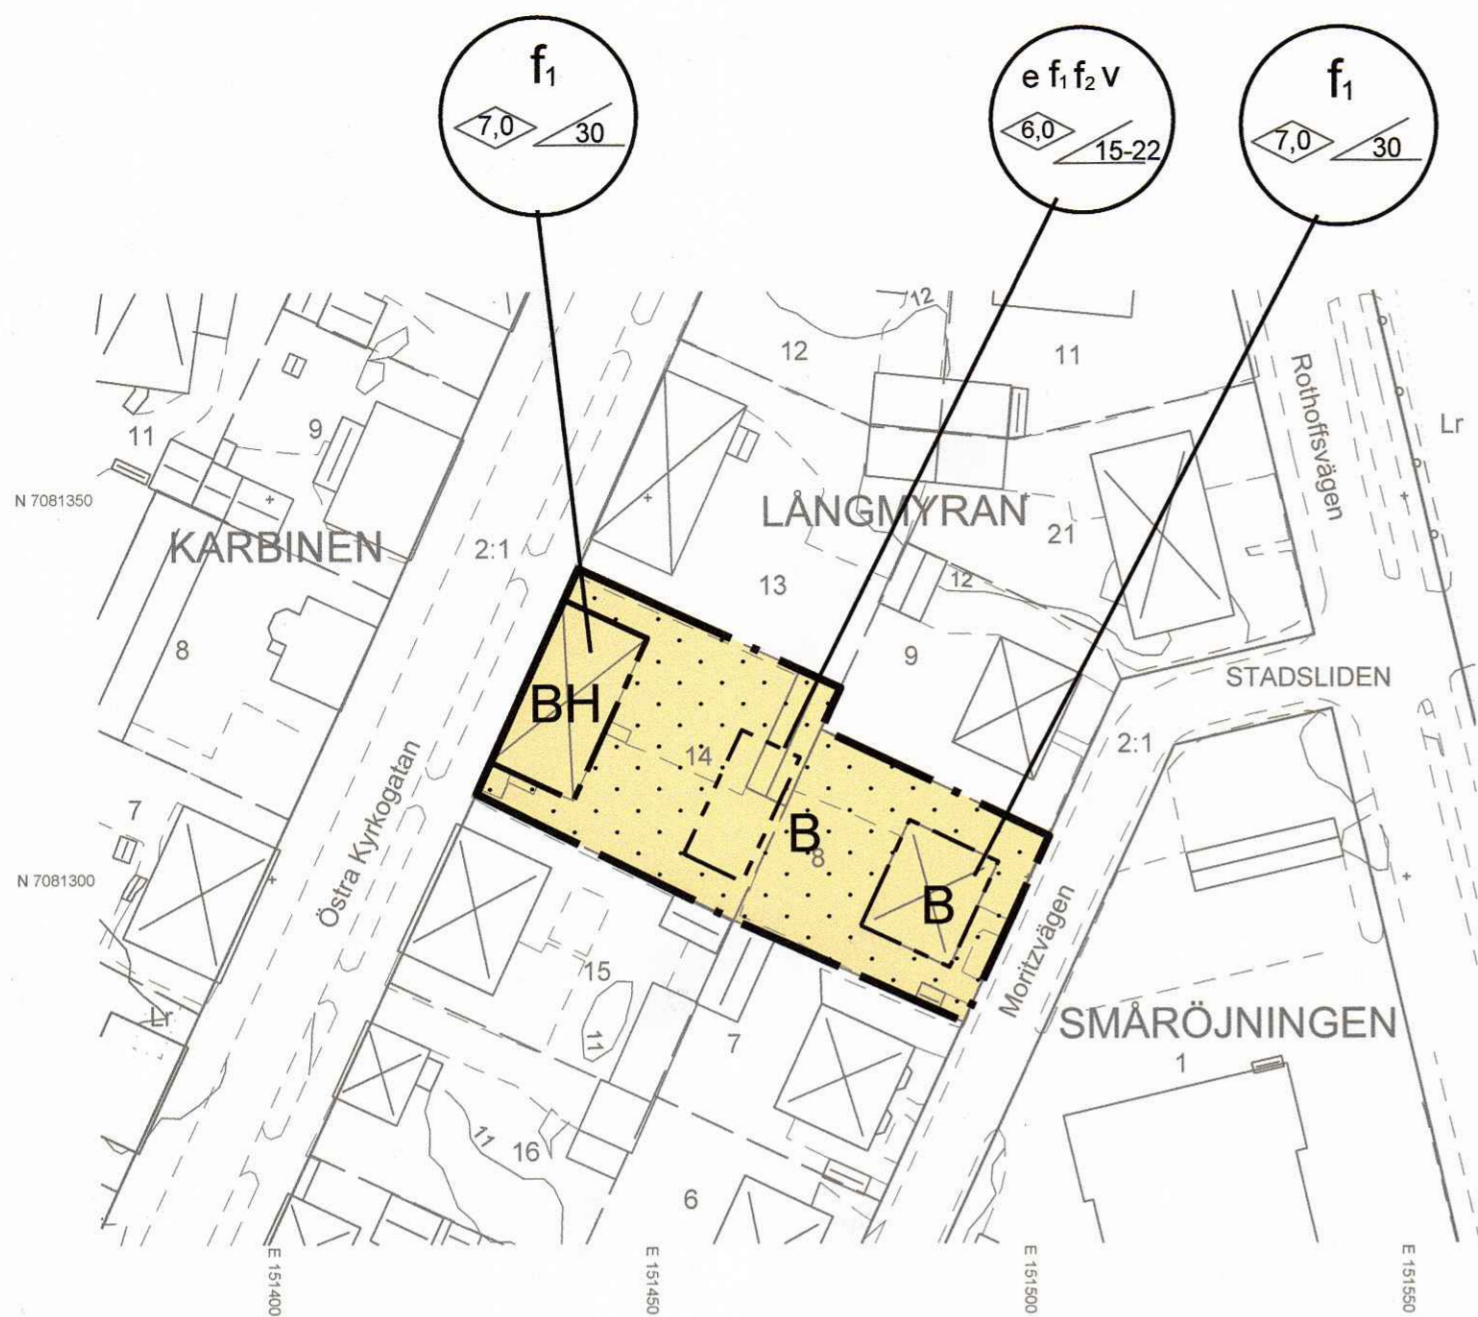 f₁
7,0
30
e f₁ f₂ v
6,0
15-22
f₁
7,0
30
12
12
11
Rothoffsvägen
Lr
11
9
N 7081350
KARBINEN
2:1
LÅNGMYRAN
21
13
12
8
9
STADSLIDEN
BH
2:1
14
7
B
8
N 7081300
Östra Kyrkogatan
B
Moritzvägen
15
Lr
11
7
SMÅRÖJNINGEN
1
11
16
6
E 151400
E 151450
E 151500
E 151550